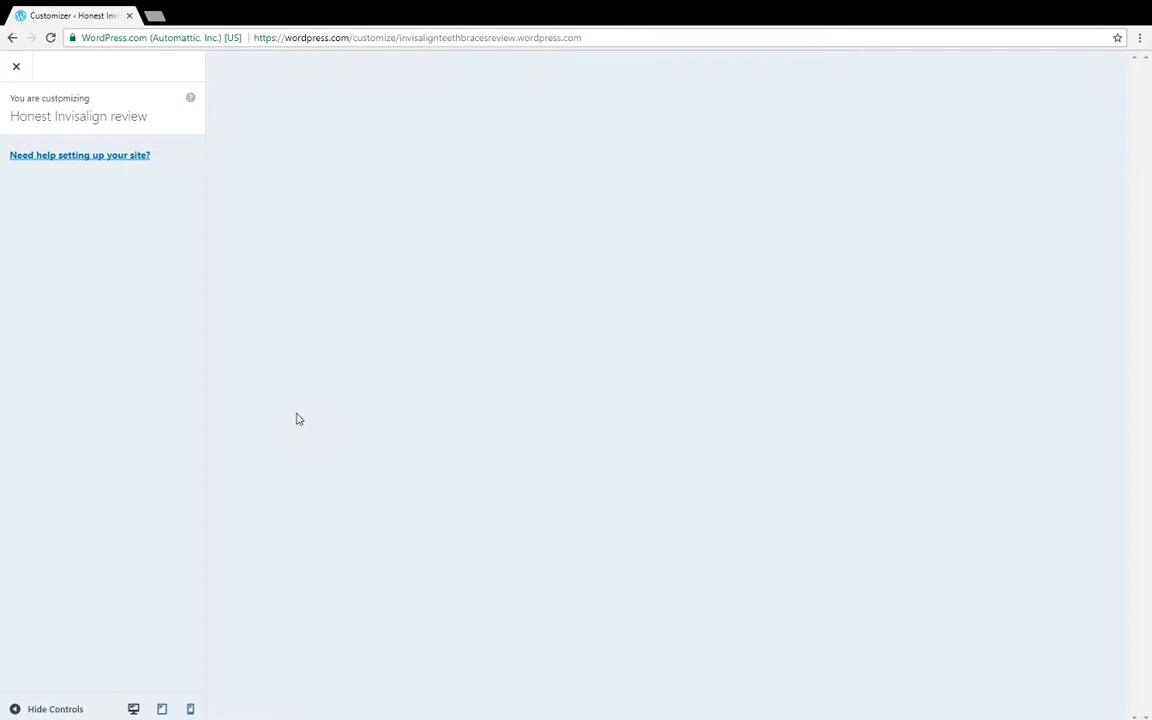 Customizer ‹ Honest Invi
WordPress.com (Automattic, Inc.) [US]
https://wordpress.com/customize/invisalignteethbracesreview.wordpress.com
You are customizing
Honest Invisalign review
Need help setting up your site?
Hide Controls